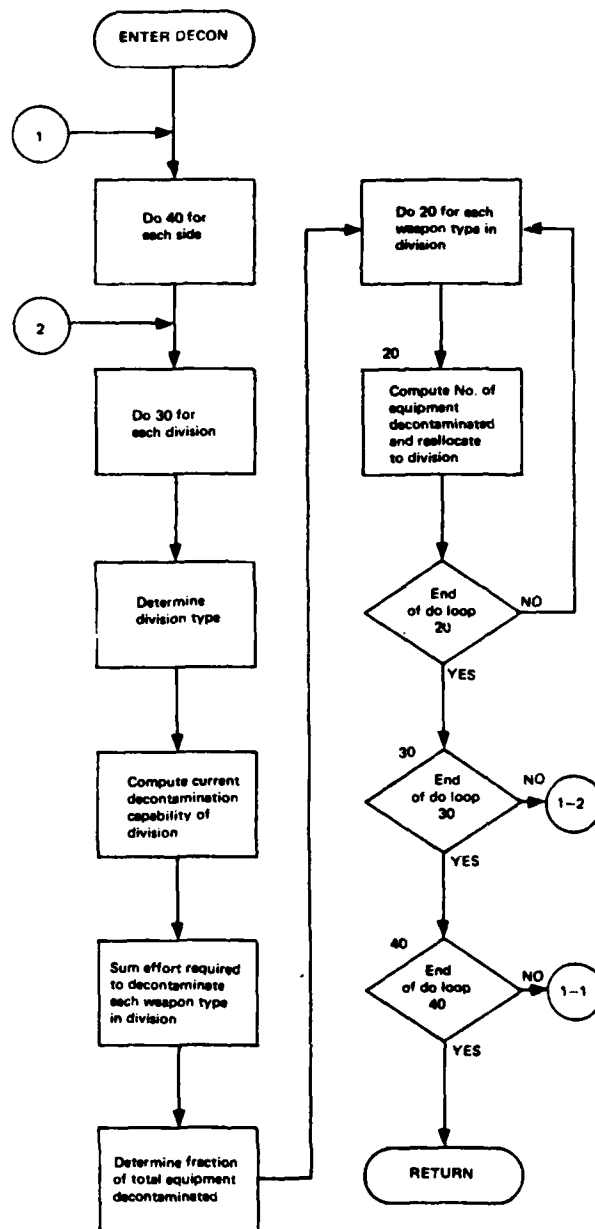 ENTER DECON
1
Do 40 for
each side
2
Do 30 for
each division
Determine
division type
Compute current
decontamination
capability of
division
Sum effort required
to decontaminate
each weapon type
in division
Determine fraction
of total equipment
decontaminated
Do 20 for each
weapon type in
division
20
Compute No. of
equipment
decontaminated
and reallocate
to division
End
of do loop
20
NO
YES
30
End
of do loop
30
NO
1-2
YES
40
End
of do loop
40
NO
1-1
YES
RETURN